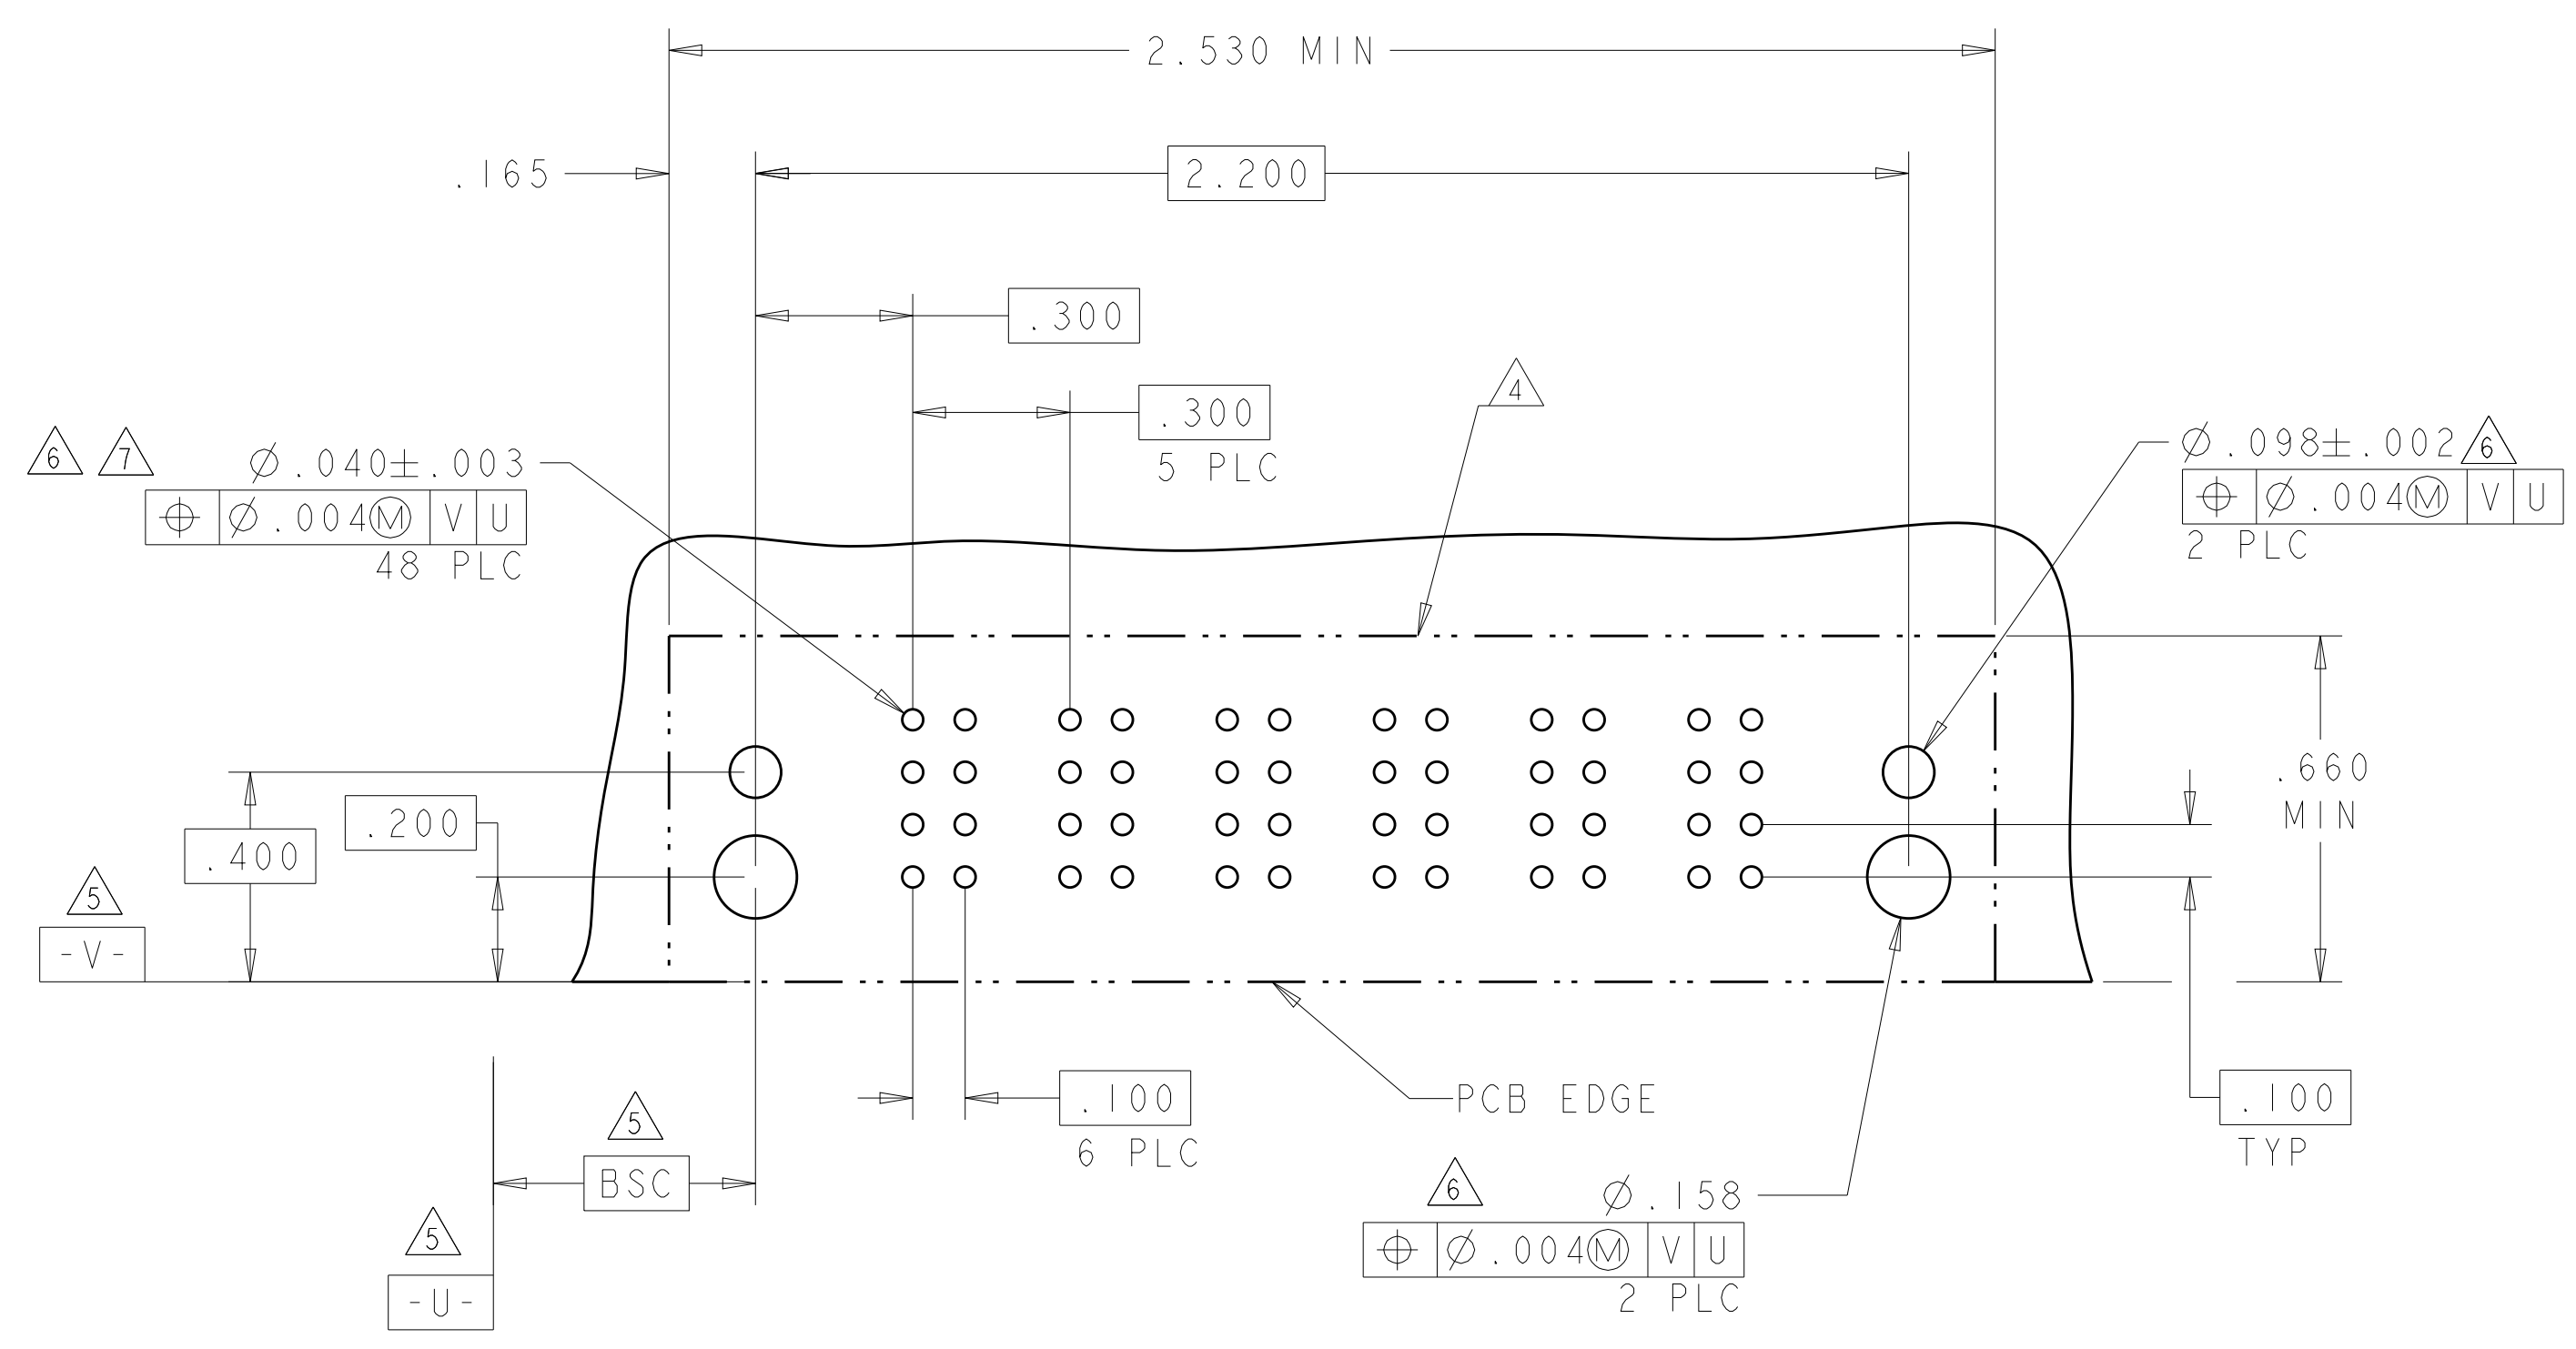 2.530 MIN
.165
2.200
.300
.300
5 PLC
4
6 7 Ø.040±.003
⌖ Ø.004Ⓜ V U
48 PLC
Ø.098±.002 6
⌖ Ø.004Ⓜ V U
2 PLC
.660
MIN
.200
.400
5
-V-
.100
6 PLC
PCB EDGE
.100
TYP
5
BSC
5
-U-
6 Ø.158
⌖ Ø.004Ⓜ V U
2 PLC